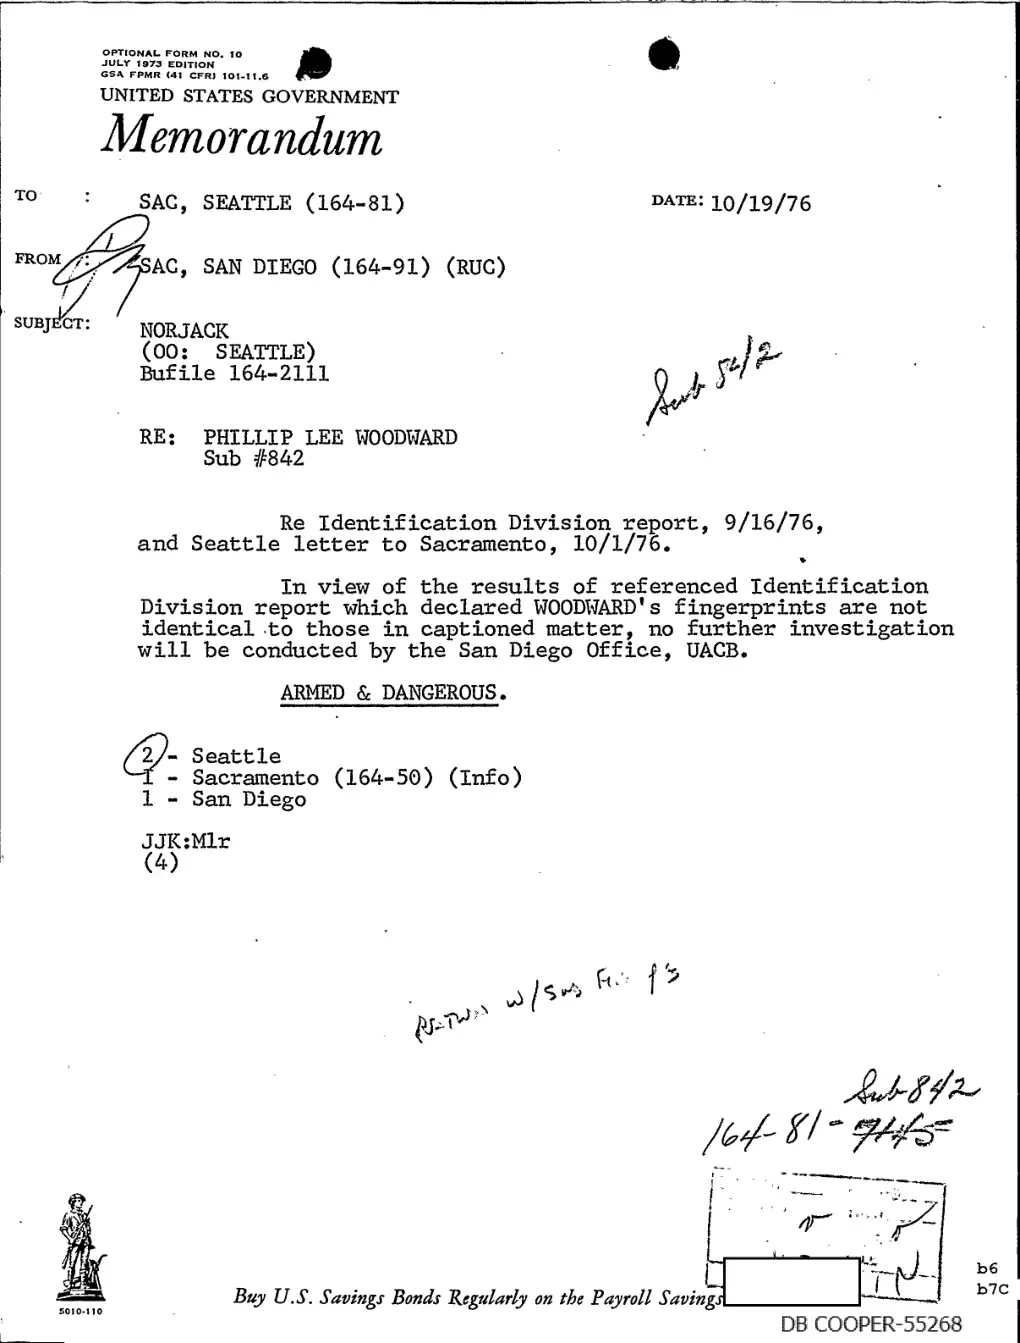 OPTIONAL FORM NO. 10
JULY 1973 EDITION
GSA FPMR (41 CFR) 101-11.6
UNITED STATES GOVERNMENT
Memorandum
TO : SAC, SEATTLE (164-81) DATE: 10/19/76
FROM : SAC, SAN DIEGO (164-91) (RUC)
SUBJECT: NORJACK
(OO: SEATTLE)
Bufile 164-2111
Sub 842
RE: PHILLIP LEE WOODWARD
Sub #842
Re Identification Division report, 9/16/76,
and Seattle letter to Sacramento, 10/1/76.
In view of the results of referenced Identification
Division report which declared WOODWARD's fingerprints are not
identical to those in captioned matter, no further investigation
will be conducted by the San Diego Office, UACB.
ARMED & DANGEROUS.
2 - Seattle
1 - Sacramento (164-50) (Info)
1 - San Diego
JJK:Mlr
(4)
w/
Sub 842
164-81-7445
b6
b7C
5010-110
Buy U.S. Savings Bonds Regularly on the Payroll Savings
DB COOPER-55268